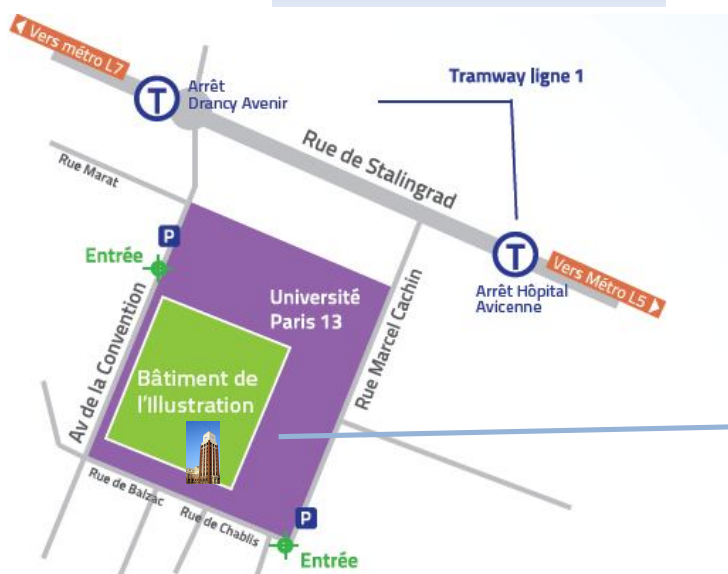 Vers métro L7
T
Arrêt
Drancy Avenir
Tramway ligne 1
Rue de Stalingrad
Rue Marat
P
Entrée
T
Vers Métro L5
Arrêt Hôpital
Avicenne
Université
Paris 13
Av de la Convention
Rue Marcel Cachin
Bâtiment de
l'Illustration
Rue de Balzac
Rue de Chablis
P
Entrée